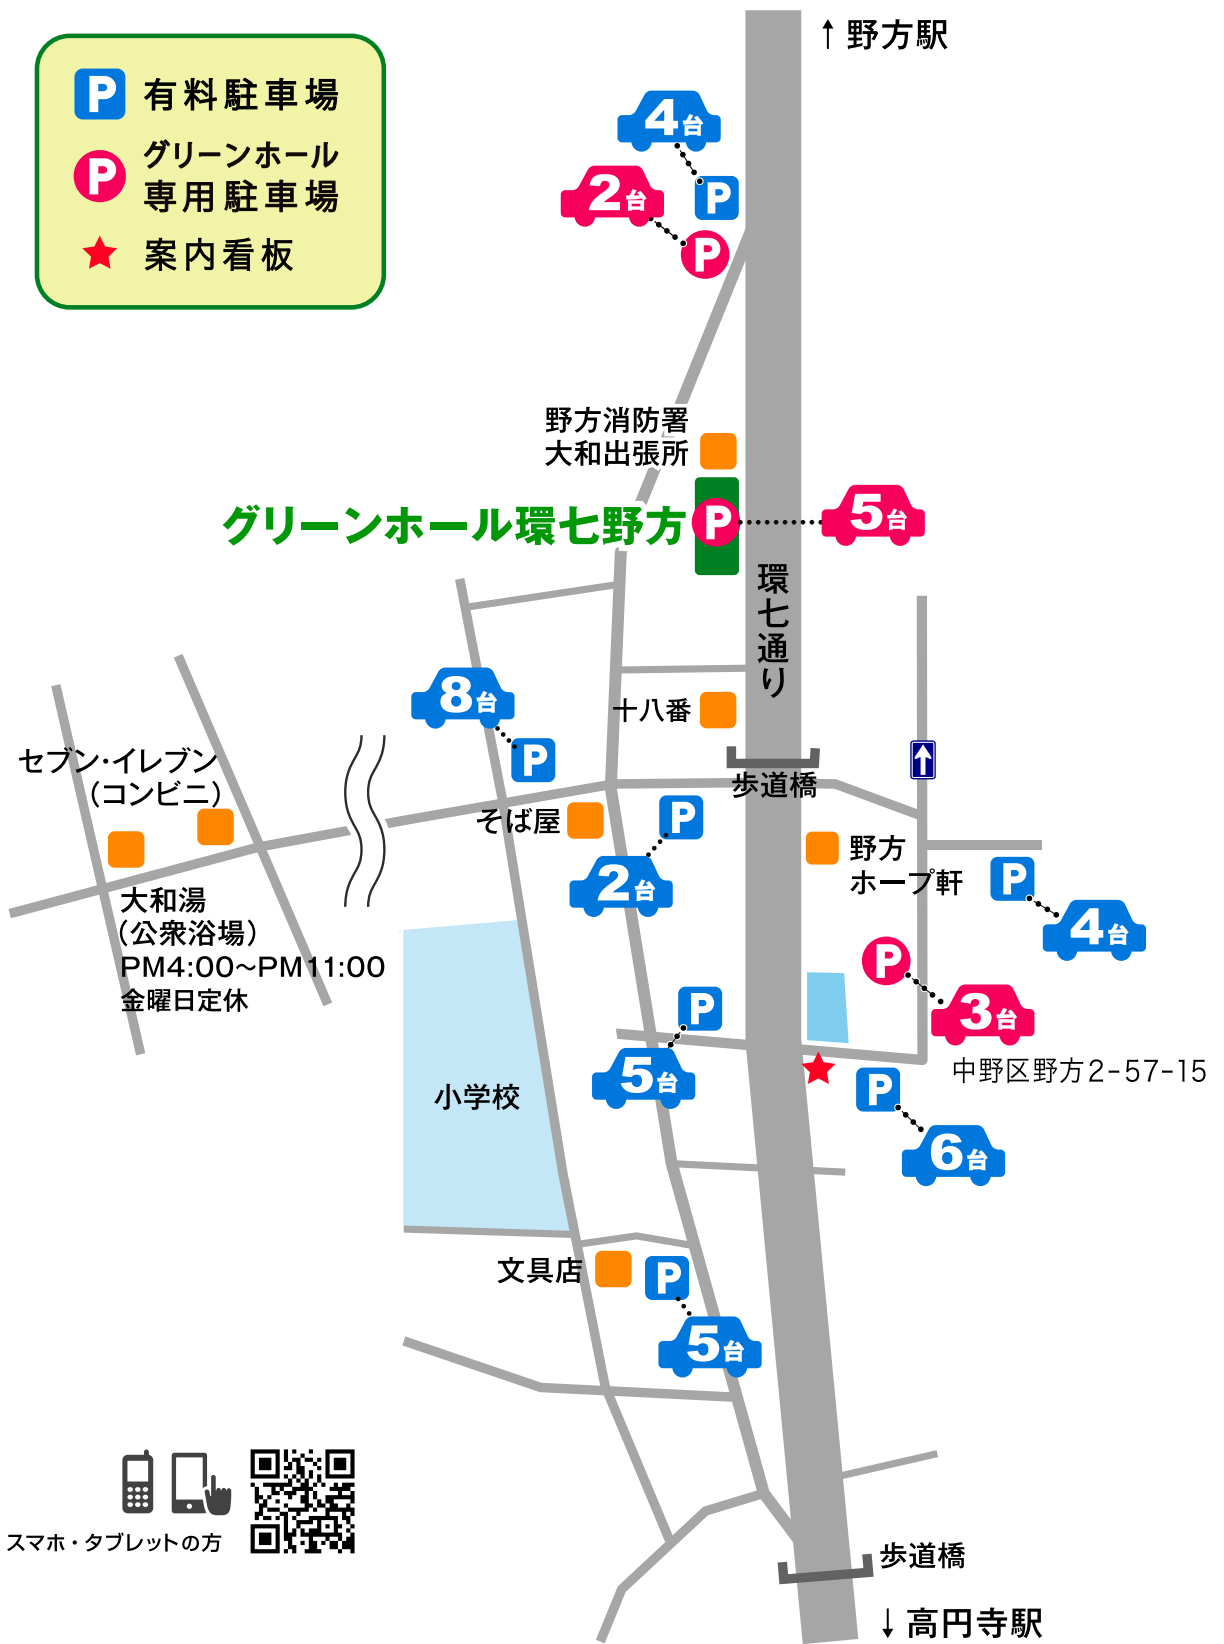 P 有料駐車場
P グリーンホール
専用駐車場
案内看板
↑野方駅
4台
P
2台
P
野方消防署
大和出張所
グリーンホール環七野方
P
5台
環七通り
8台
P
十八番
歩道橋
セブン・イレブン
(コンビニ)
そば屋
P
2台
野方
ホープ軒
P
4台
大和湯
(公衆浴場)
PM4:00〜PM11:00
金曜日定休
P
3台
P
5台
中野区野方2-57-15
小学校
P
6台
文具店
P
5台
スマホ・タブレットの方
歩道橋
↓高円寺駅